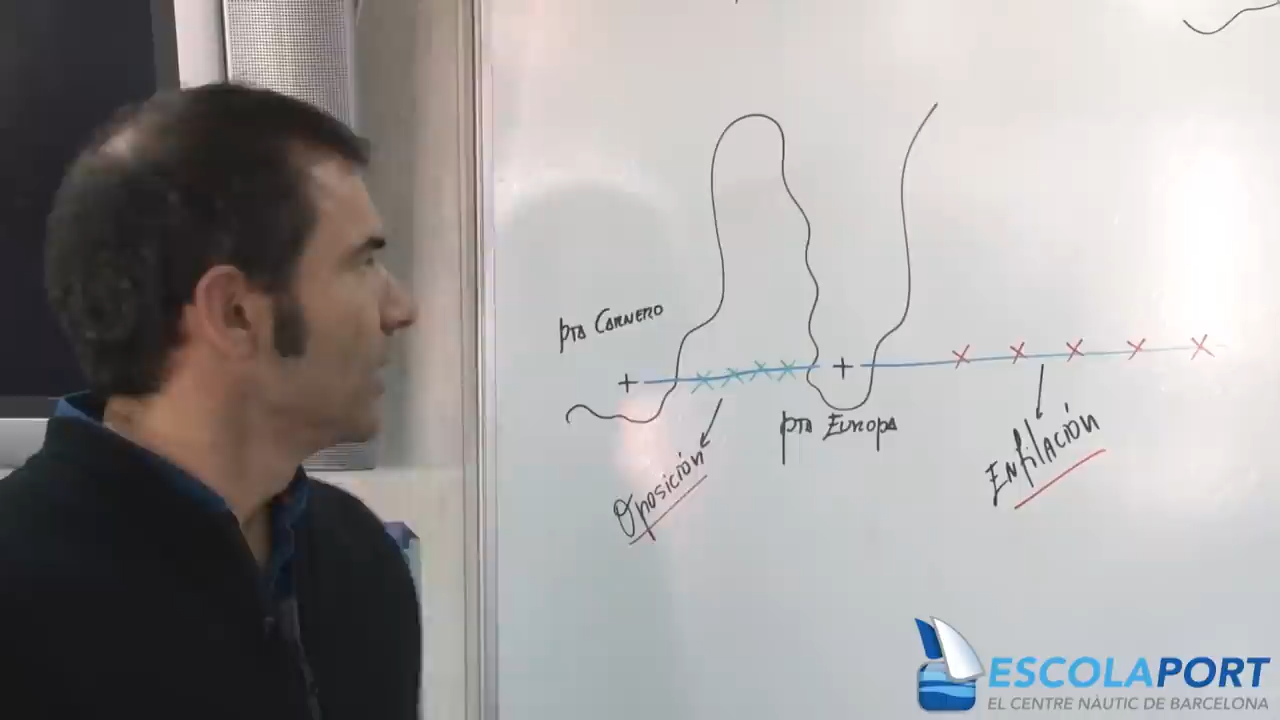 pta Carnero
pta Europa
Oposición
Enfilación
ESCOLAPORT
EL CENTRE NÀUTIC DE BARCELONA